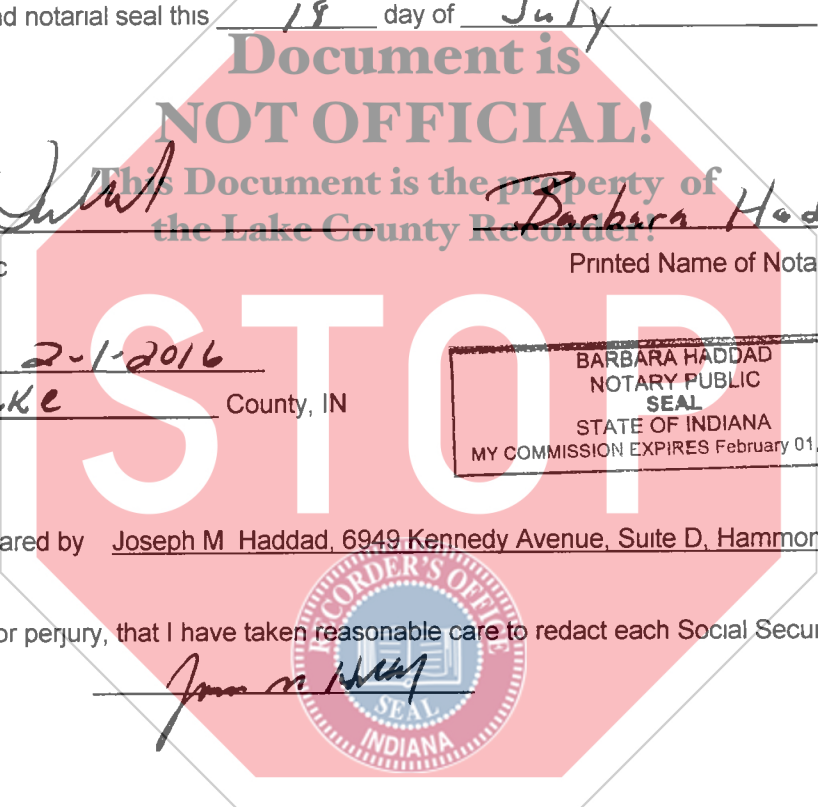 nd notarial seal this 18 day of July
Document is
NOT OFFICIAL!
This Document is the property of
the Lake County Recorder!
Barbara Had
c
Printed Name of Nota
STOP
2-1-2016
ke County, IN
BARBARA HADDAD
NOTARY PUBLIC
SEAL
STATE OF INDIANA
MY COMMISSION EXPIRES February 01,
ared by Joseph M Haddad, 6949 Kennedy Avenue, Suite D, Hammon
or perjury, that I have taken reasonable care to redact each Social Secur
RECORDER'S OFFICE
SEAL
INDIANA